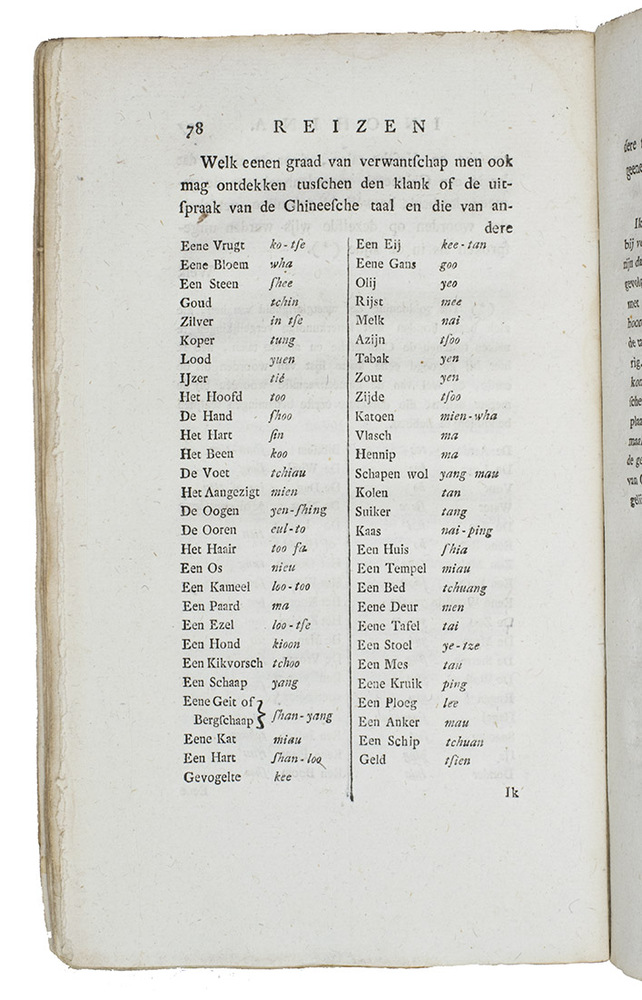 78 REIZEN
Welk eenen graad van verwantſchap men ook
mag ontdekken tusſchen den klank of de uit-
ſpraak van de Chineeſche taal en die van an-
dere
Eene Vrugt ko-tſe
Eene Bloem wha
Een Steen ſhee
Goud tchin
Zilver in tſe
Koper tung
Lood yuen
IJzer tié
Het Hoofd too
De Hand ſhoo
Het Hart ſin
Het Been koo
De Voet tchiau
Het Aangezigt mien
De Oogen yen-ſhing
De Ooren eul-to
Het Haair too fa
Een Os nieu
Een Kameel loo-too
Een Paard ma
Een Ezel loo-tſe
Een Hond kioon
Een Kikvorsch tchoo
Een Schaap yang
Eene Geit of
Bergſchaap } ſhan-yang
Eene Kat miau
Een Hart ſhan-loo
Gevogelte kee
Een Eij kee-tan
Eene Gans goo
Olij yeo
Rijst mee
Melk nai
Azijn tſoo
Tabak yen
Zout yen
Zijde tſoo
Katoen mien-wha
Vlasch ma
Hennip ma
Schapen wol yang mau
Kolen tan
Suiker tang
Kaas nai-ping
Een Huis ſhia
Een Tempel miau
Een Bed tchuang
Eene Deur men
Eene Tafel tai
Een Stoel ye-tze
Een Mes tau
Eene Kruik ping
Een Ploeg lee
Een Anker mau
Een Schip tchuan
Geld tſien
Ik